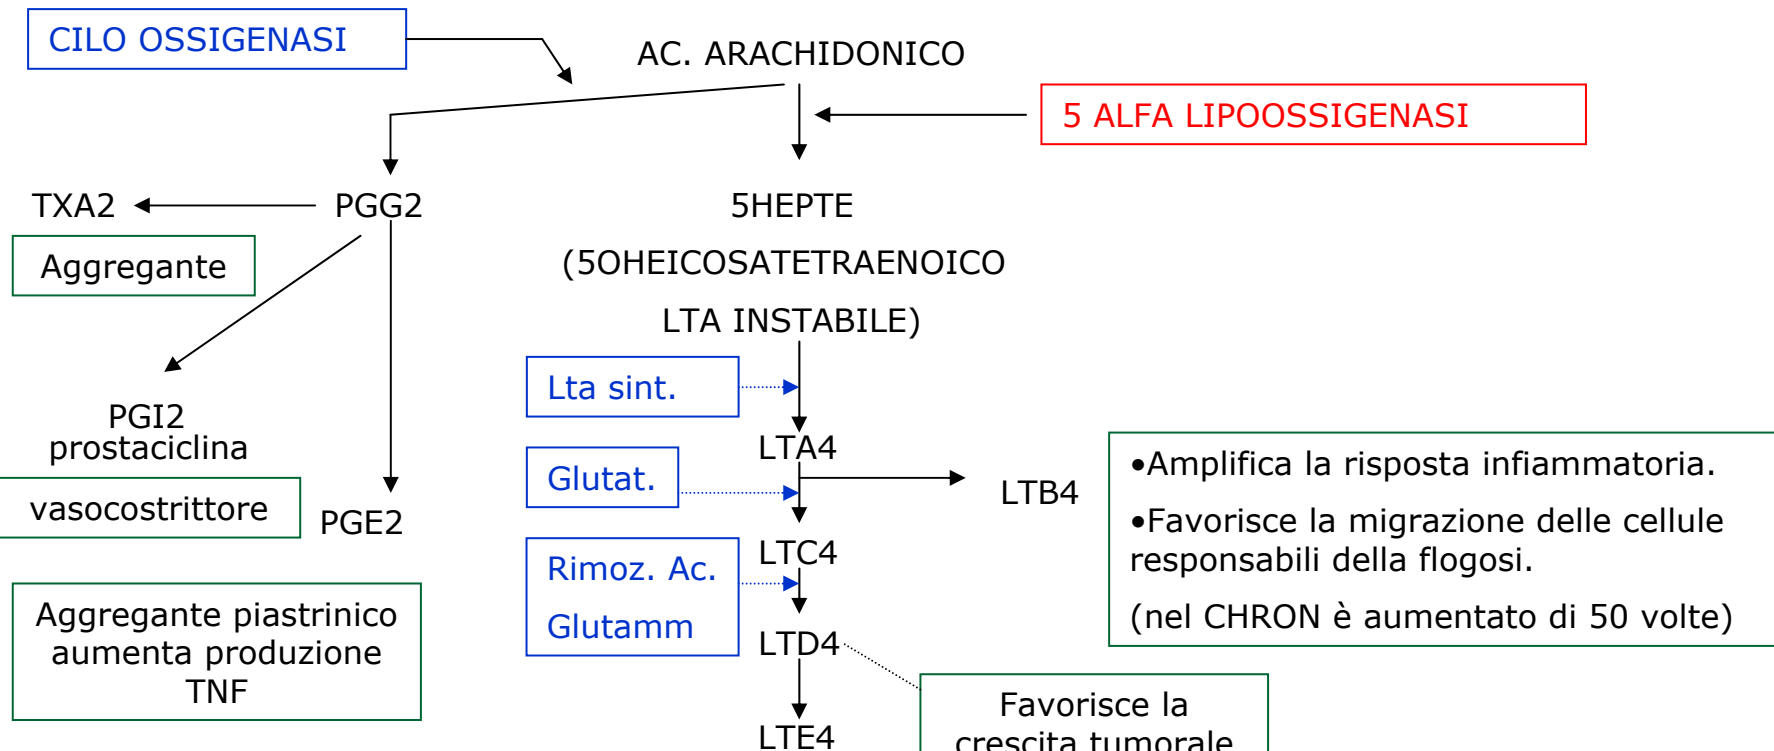 CILO OSSIGENASI
AC. ARACHIDONICO
5 ALFA LIPOOSSIGENASI
TXA2
PGG2
5HEPTE
Aggregante
(5OHEICOSATETRAENOICO
LTA INSTABILE)
Lta sint.
PGI2
prostaciclina
LTA4
Glutat.
LTB4
•Amplifica la risposta infiammatoria.
•Favorisce la migrazione delle cellule
responsabili della flogosi.
(nel CHRON è aumentato di 50 volte)
vasocostrittore
PGE2
LTC4
Rimoz. Ac.
Glutamm
Aggregante piastrinico
aumenta produzione
TNF
LTD4
LTE4
Favorisce la
crescita tumorale